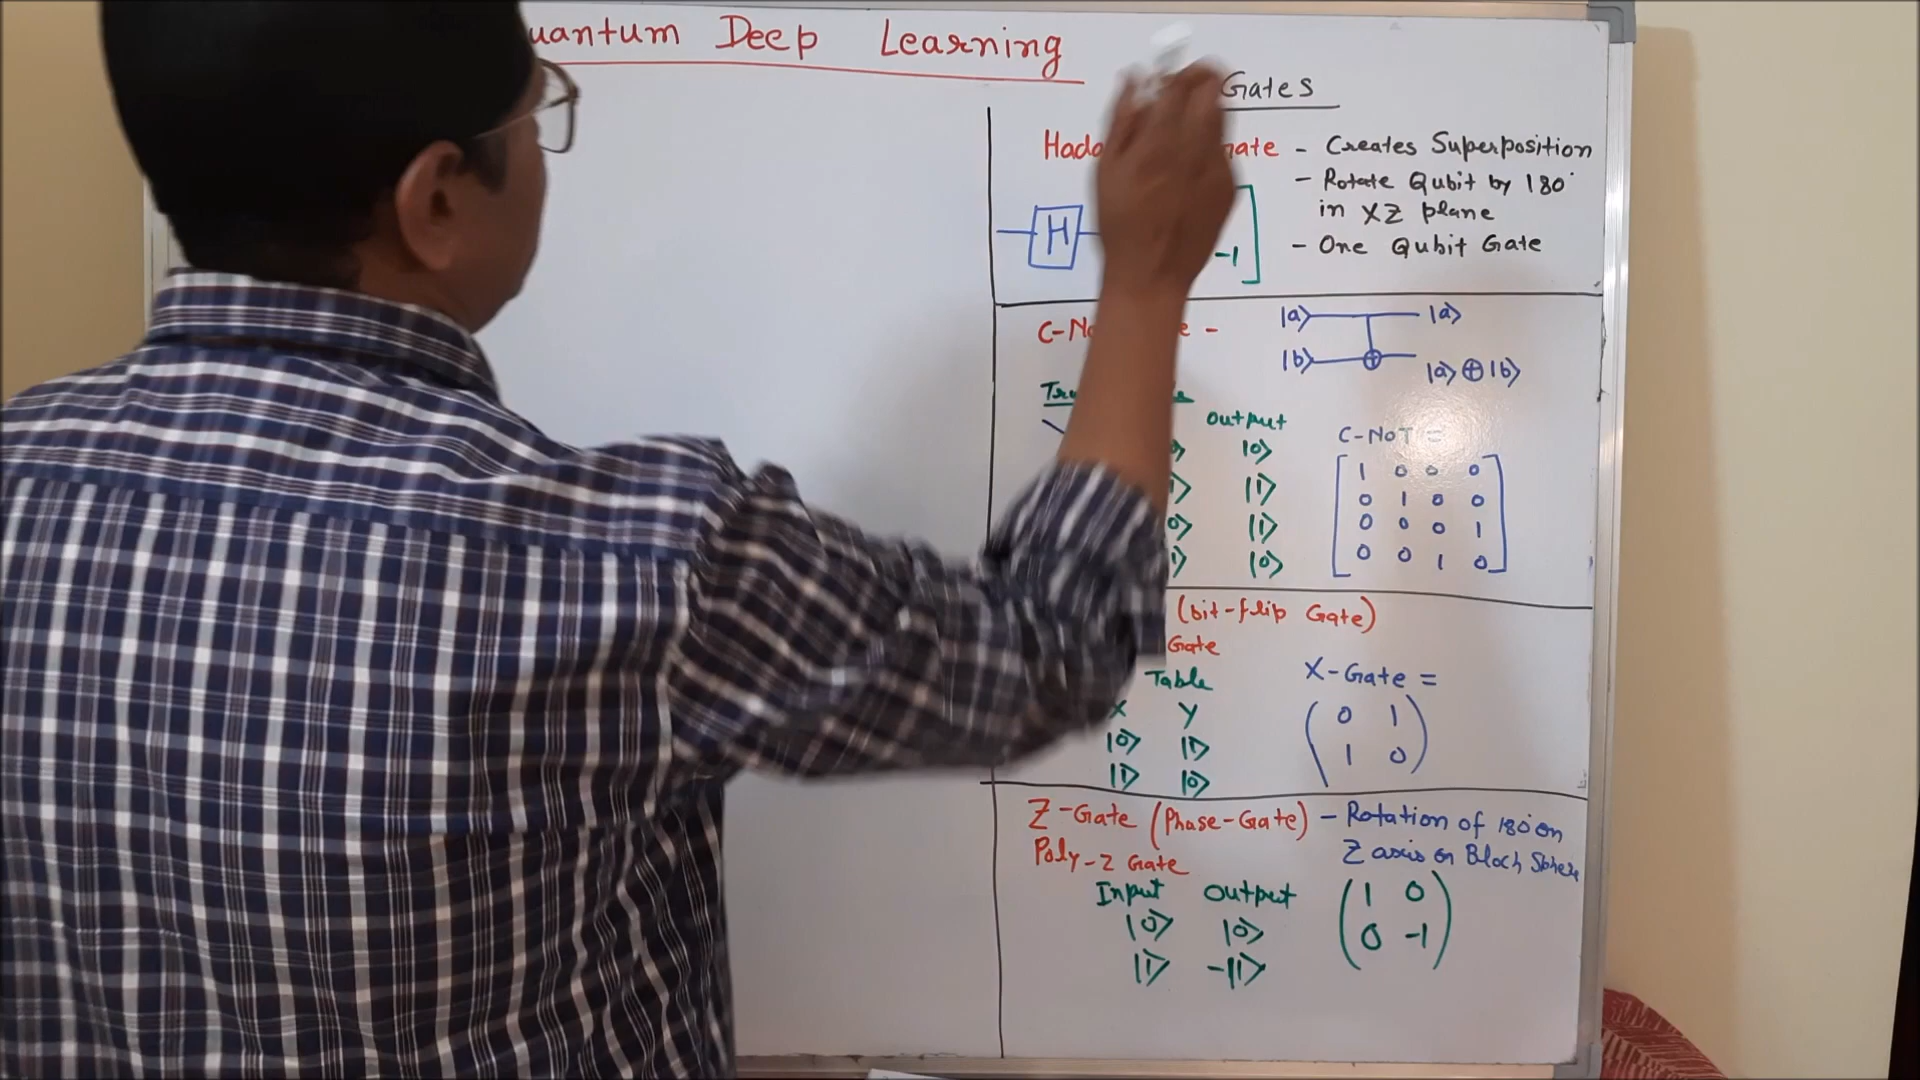 uantum Deep Learning
Gates
Hada ate - Creates Superposition
- Rotate Qubit by 180°
in XZ plane
- One Qubit Gate
H
-1
C-No e -
|a> |a>
|b> |a> ⊕ |b>
Tru
Output
|0>
|1>
|1>
|0>
C-NOT =
1 0 0 0
0 1 0 0
0 0 0 1
0 0 1 0
(bit-flip Gate)
Gate
Table
X Y
|0> |1>
|1> |0>
X-Gate =
0 1
1 0
Z-Gate (Phase-Gate) - Rotation of 180° on
Z axis on Bloch Sphere
Poly-Z Gate
Input Output
|0> |0>
|1> -|1>
1 0
0 -1